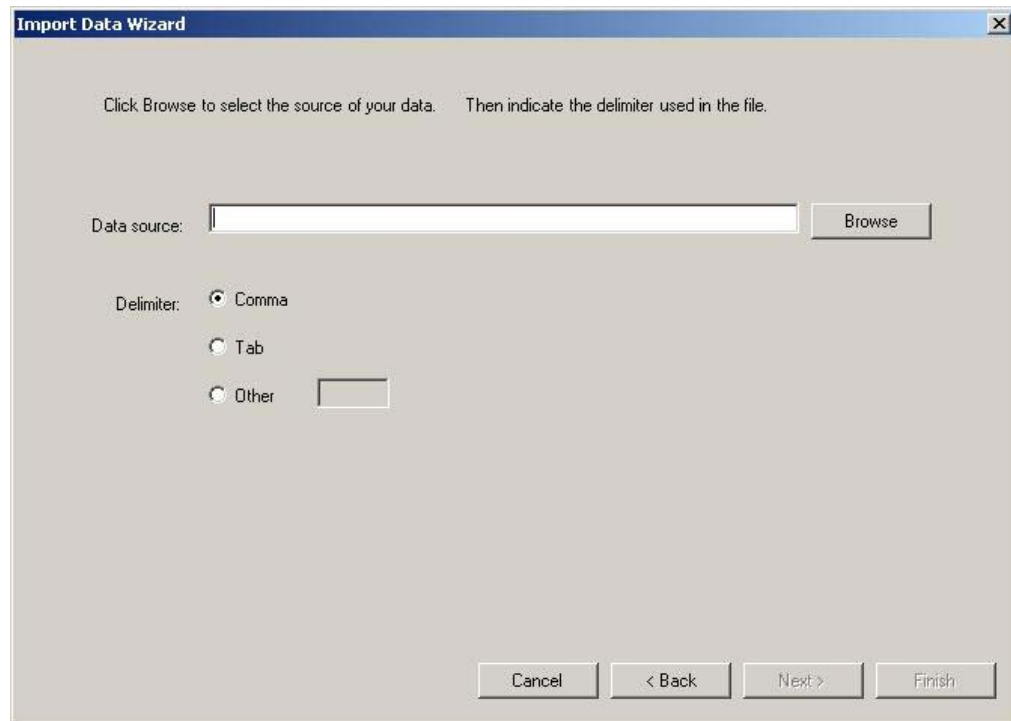 Import Data Wizard
Click Browse to select the source of your data. Then indicate the delimiter used in the file.
Data source: Browse
Delimiter: Comma
Tab
Other
Cancel < Back Next > Finish